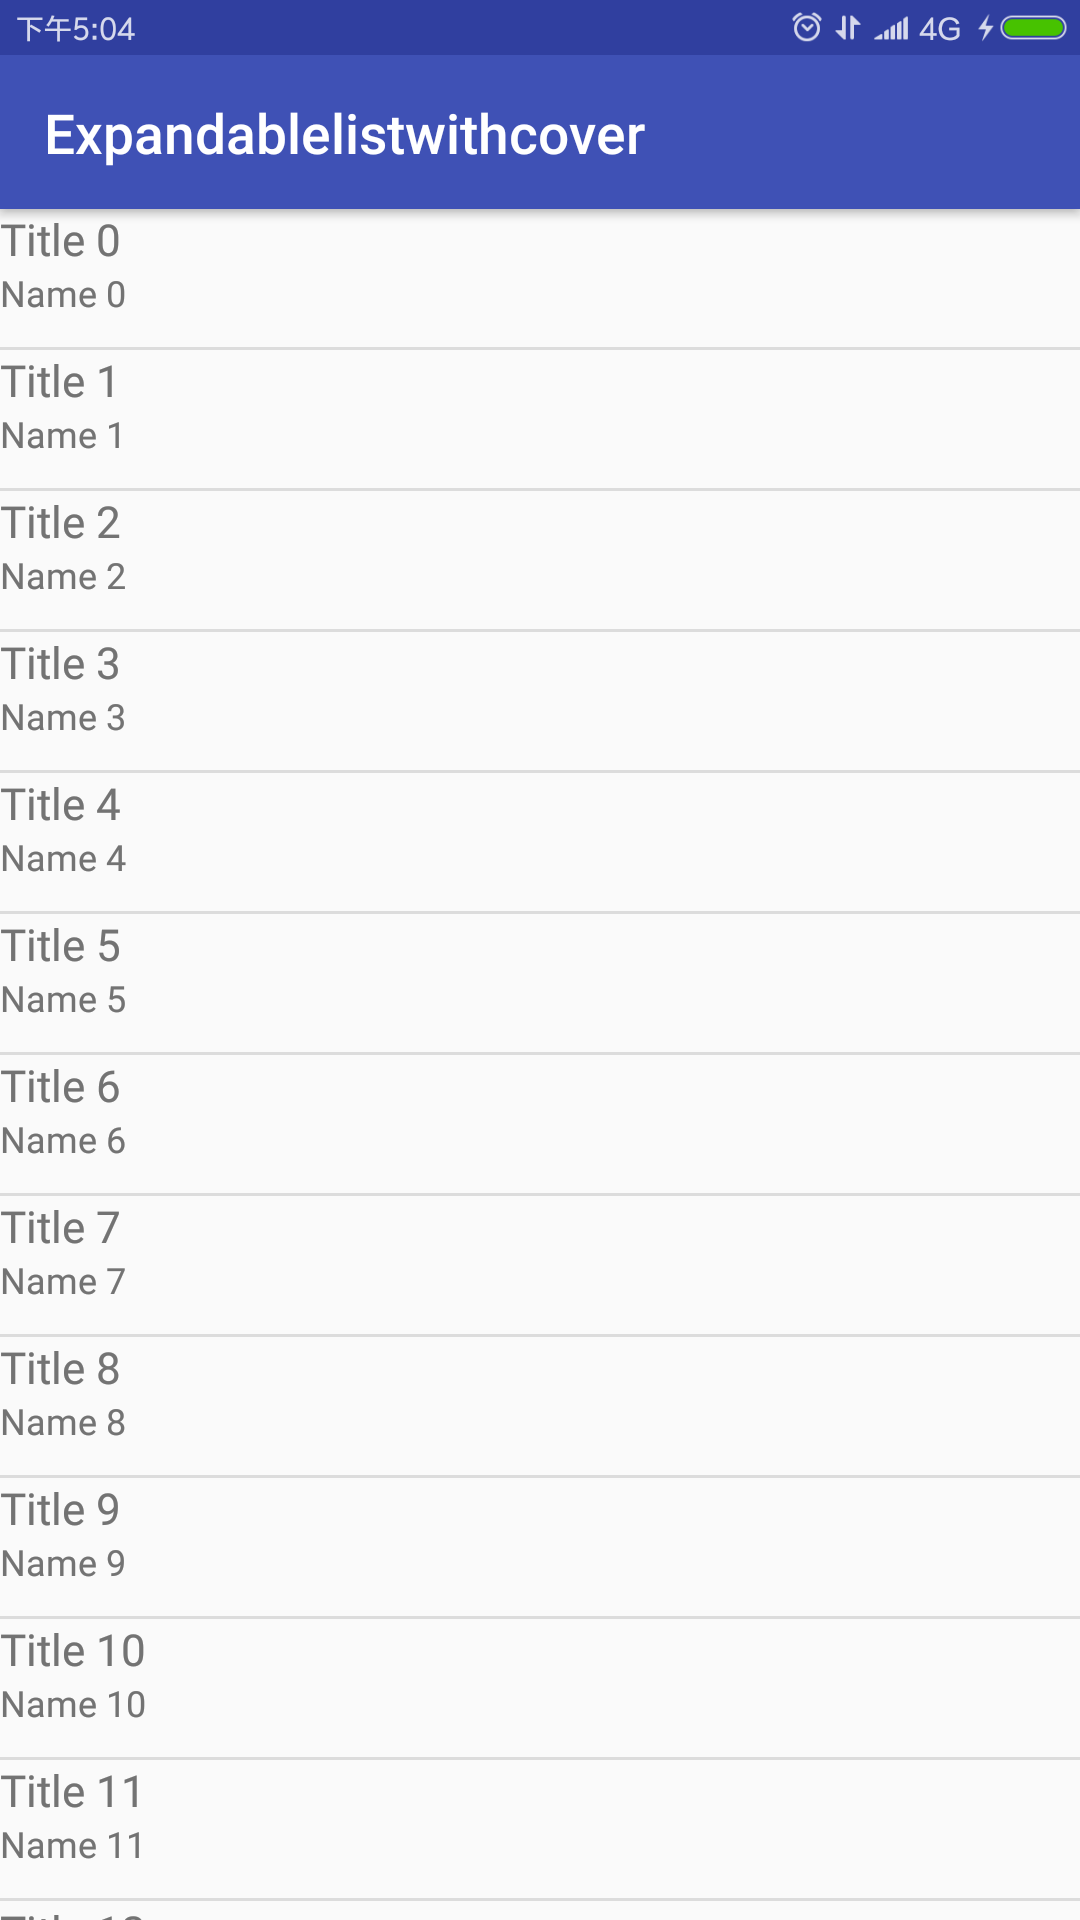 下午5:04 4G
Expandablelistwithcover
Title 0
Name 0
Title 1
Name 1
Title 2
Name 2
Title 3
Name 3
Title 4
Name 4
Title 5
Name 5
Title 6
Name 6
Title 7
Name 7
Title 8
Name 8
Title 9
Name 9
Title 10
Name 10
Title 11
Name 11